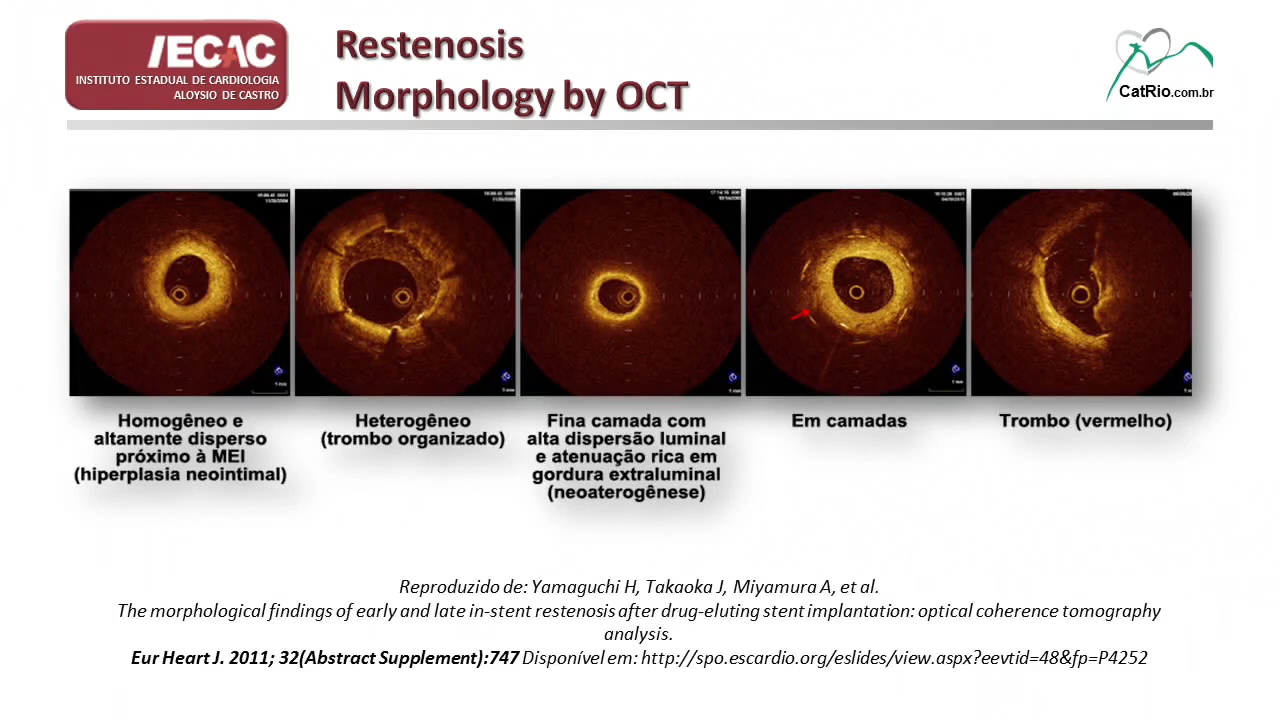 IECAC
INSTITUTO ESTADUAL DE CARDIOLOGIA
ALOYSIO DE CASTRO
Restenosis
Morphology by OCT
CatRio.com.br
Homogêneo e
altamente disperso
próximo à MEI
(hiperplasia neointimal)
Heterogêneo
(trombo organizado)
Fina camada com
alta dispersão luminal
e atenuação rica em
gordura extraluminal
(neoaterogênese)
Em camadas
Trombo (vermelho)
Reproduzido de: Yamaguchi H, Takaoka J, Miyamura A, et al.
The morphological findings of early and late in-stent restenosis after drug-eluting stent implantation: optical coherence tomography
analysis.
Eur Heart J. 2011; 32(Abstract Supplement):747 Disponível em: http://spo.escardio.org/eslides/view.aspx?eevtid=48&fp=P4252